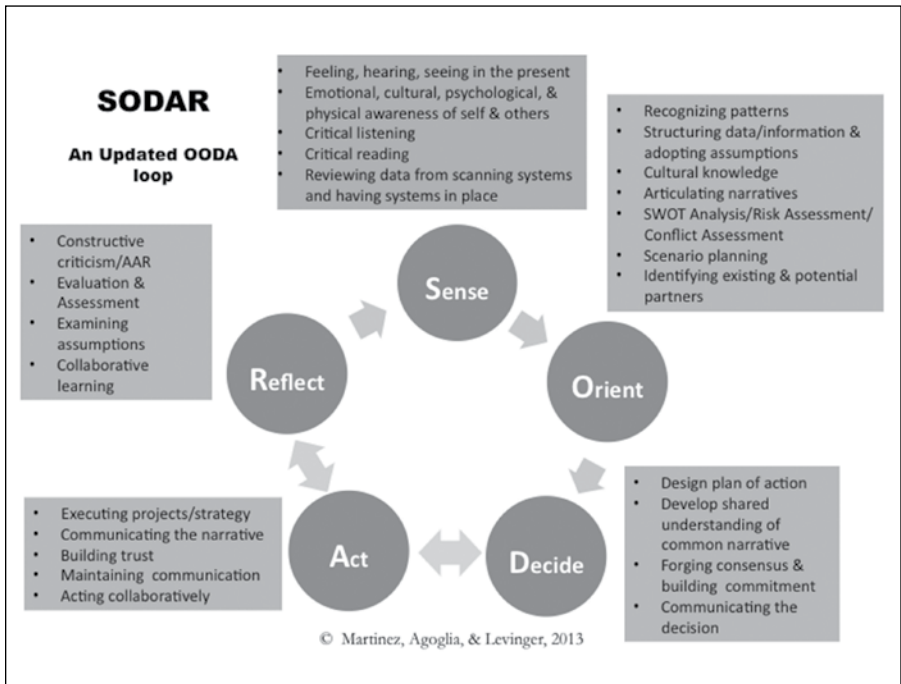 SODAR
An Updated OODA
loop
• Feeling, hearing, seeing in the present
• Emotional, cultural, psychological, &
physical awareness of self & others
• Critical listening
• Critical reading
• Reviewing data from scanning systems
and having systems in place
• Recognizing patterns
• Structuring data/information &
adopting assumptions
• Cultural knowledge
• Articulating narratives
• SWOT Analysis/Risk Assessment/
Conflict Assessment
• Scenario planning
• Identifying existing & potential
partners
• Constructive
criticism/AAR
• Evaluation &
Assessment
• Examining
assumptions
• Collaborative
learning
Sense
Reflect
Orient
• Design plan of action
• Develop shared
understanding of
common narrative
• Forging consensus &
building commitment
• Communicating the
decision
• Executing projects/strategy
• Communicating the narrative
• Building trust
• Maintaining communication
• Acting collaboratively
Act
Decide
© Martinez, Agoglia, & Levinger, 2013